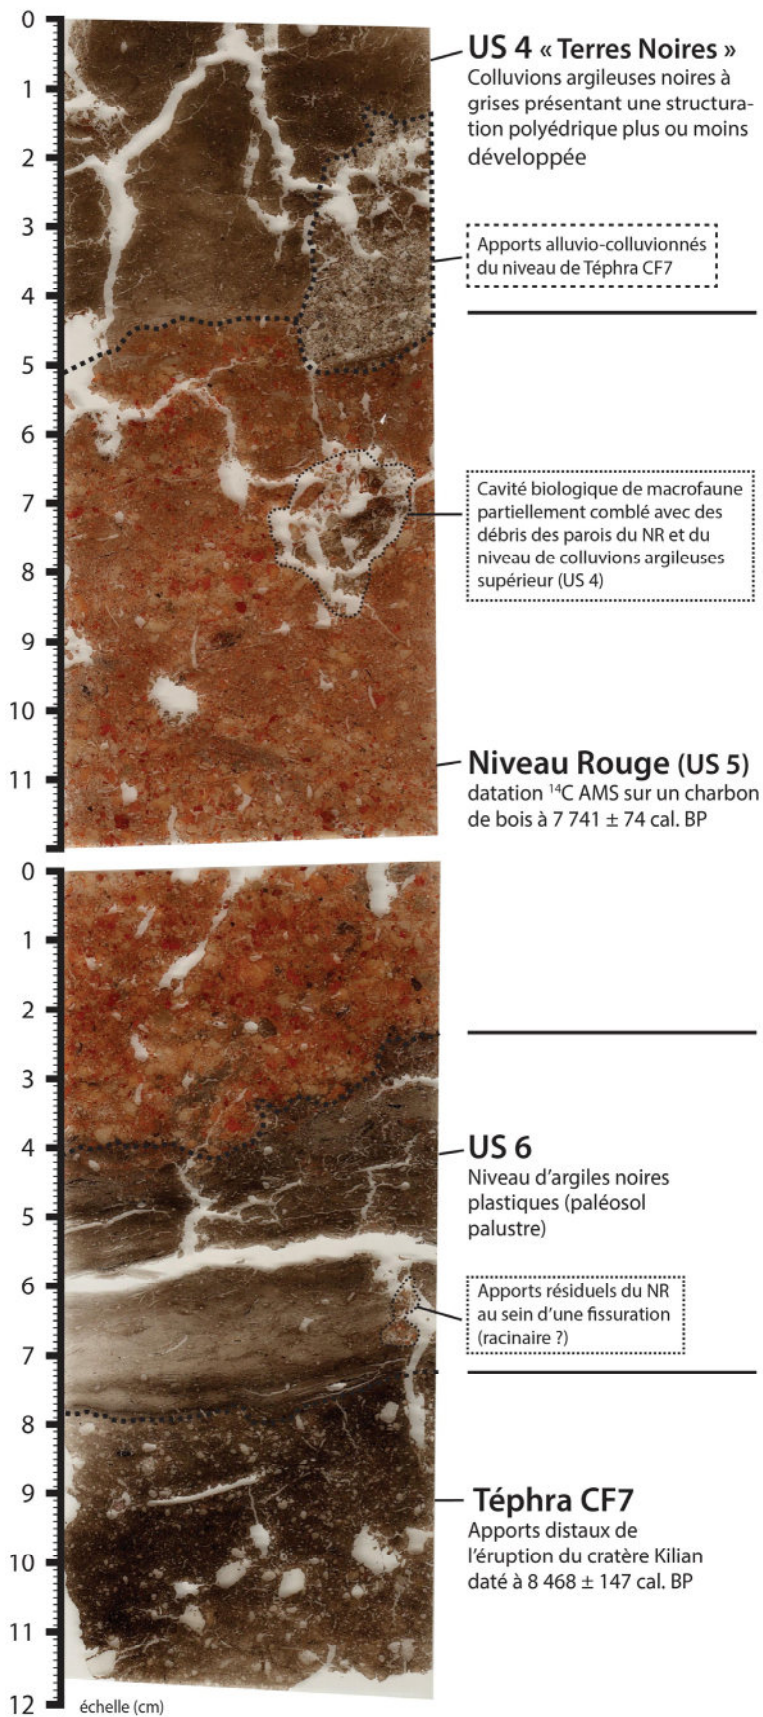 0
1
2
3
4
5
6
7
8
9
10
11
US 4 « Terres Noires »
Colluvions argileuses noires à
grises présentant une structura-
tion polyédrique plus ou moins
développée
Apports alluvio-colluvionnés
du niveau de Téphra CF7
Cavité biologique de macrofaune
partiellement comblé avec des
débris des parois du NR et du
niveau de colluvions argileuses
supérieur (US 4)
Niveau Rouge (US 5)
datation ¹⁴C AMS sur un charbon
de bois à 7 741 ± 74 cal. BP
0
1
2
3
4
5
6
7
8
9
10
11
12
échelle (cm)
US 6
Niveau d'argiles noires
plastiques (paléosol
palustre)
Apports résiduels du NR
au sein d'une fissuration
(racinaire ?)
Téphra CF7
Apports distaux de
l'éruption du cratère Kilian
daté à 8 468 ± 147 cal. BP